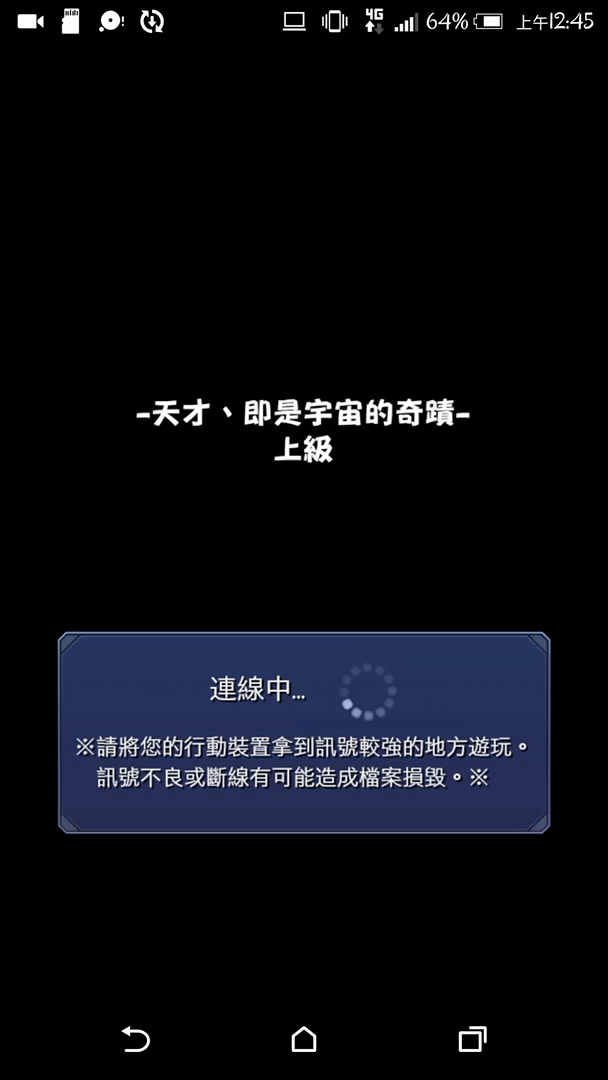 4G 64% 上午12:45
-天才、即是宇宙的奇蹟-
上級
連線中...
※請將您的行動裝置拿到訊號較強的地方遊玩。
訊號不良或斷線有可能造成檔案損毀。※